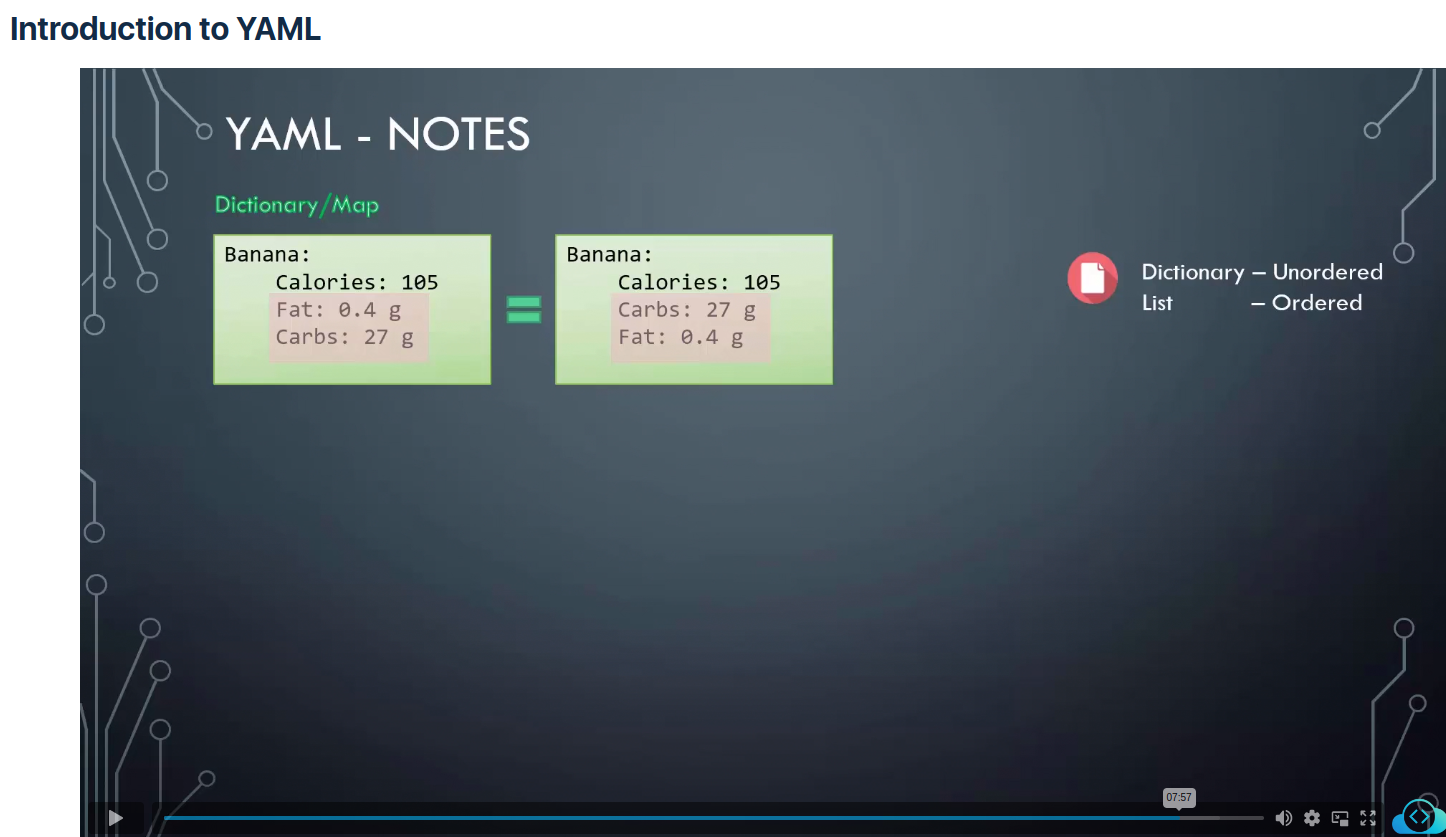 Introduction to YAML
YAML - NOTES
Dictionary/Map
Banana:
Calories: 105
Fat: 0.4 g
Carbs: 27 g
Banana:
Calories: 105
Carbs: 27 g
Fat: 0.4 g
Dictionary – Unordered
List – Ordered
07:57